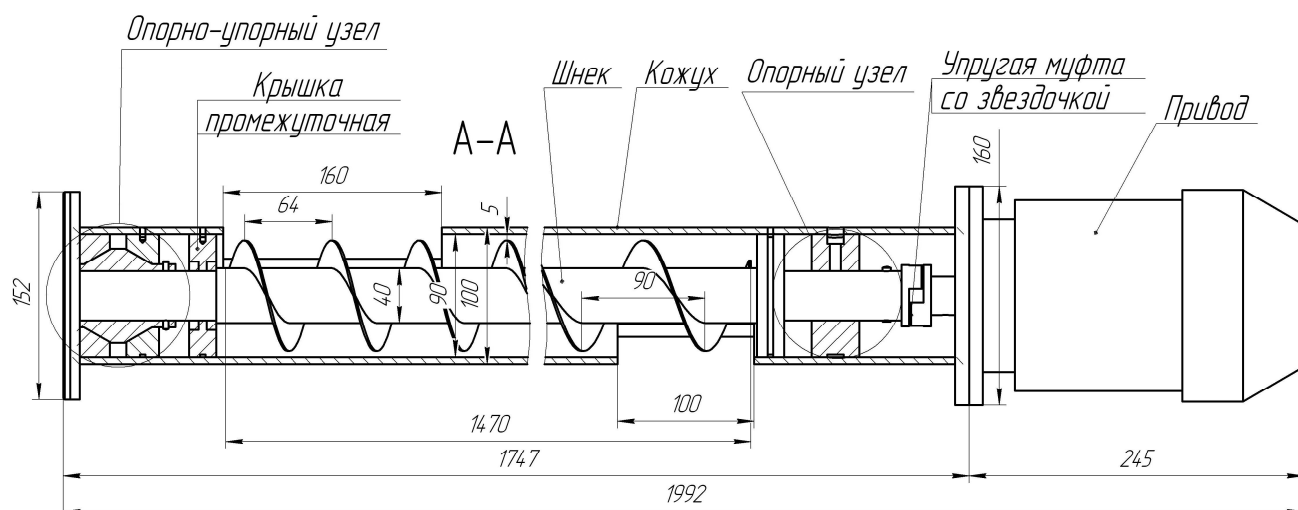 Опорно-упорный узел
Крышка
промежуточная
А-А
Шнек
Кожух
Опорный узел
Упругая муфта
со звездочкой
Привод
160
64
5
160
152
40
90
100
90
100
1470
1747
245
1992